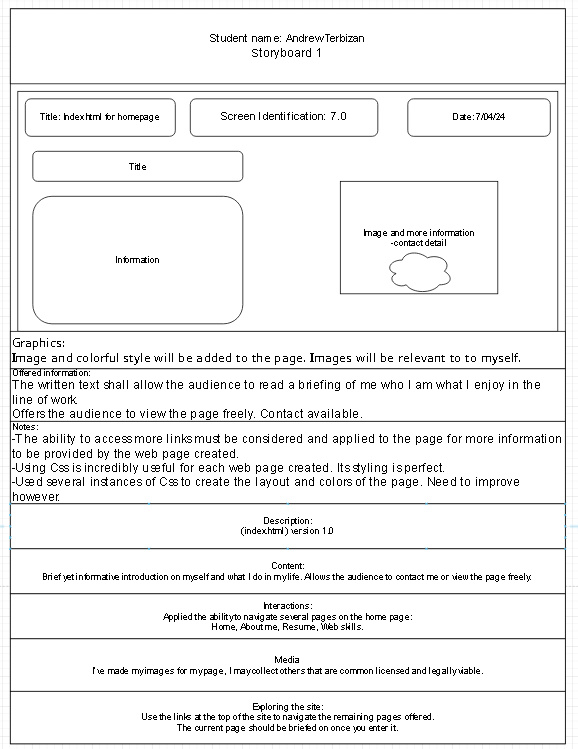 Student name: Andrew Terbizan
Storyboard 1
Title: Index html for homepage
Screen Identification: 7.0
Date: 7/04/24
Title
Information
Image and more information
-contact detail
Graphics:
Image and colorful style will be added to the page. Images will be relevant to to myself.
Offered information:
The written text shall allow the audience to read a briefing of me who I am what I enjoy in the
line of work.
Offers the audience to view the page freely. Contact available.
Notes:
-The ability to access more links must be considered and applied to the page for more information
to be provided by the web page created.
-Using Css is incredibly useful for each web page created. Its styling is perfect.
-Used several instances of Css to create the layout and colors of the page. Need to improve
however.
Description:
(index.html) version 1.0
Content:
Brief yet informative introduction on myself and what I do in my life. Allows the audience to contact me or view the page freely.
Interactions:
Applied the ability to navigate several pages on the home page:
Home, About me, Resume, Web skills.
Media
I've made my images for my page, I may collect others that are common licensed and legally viable.
Exploring the site:
Use the links at the top of the site to navigate the remaining pages offered.
The current page should be briefed on once you enter it.